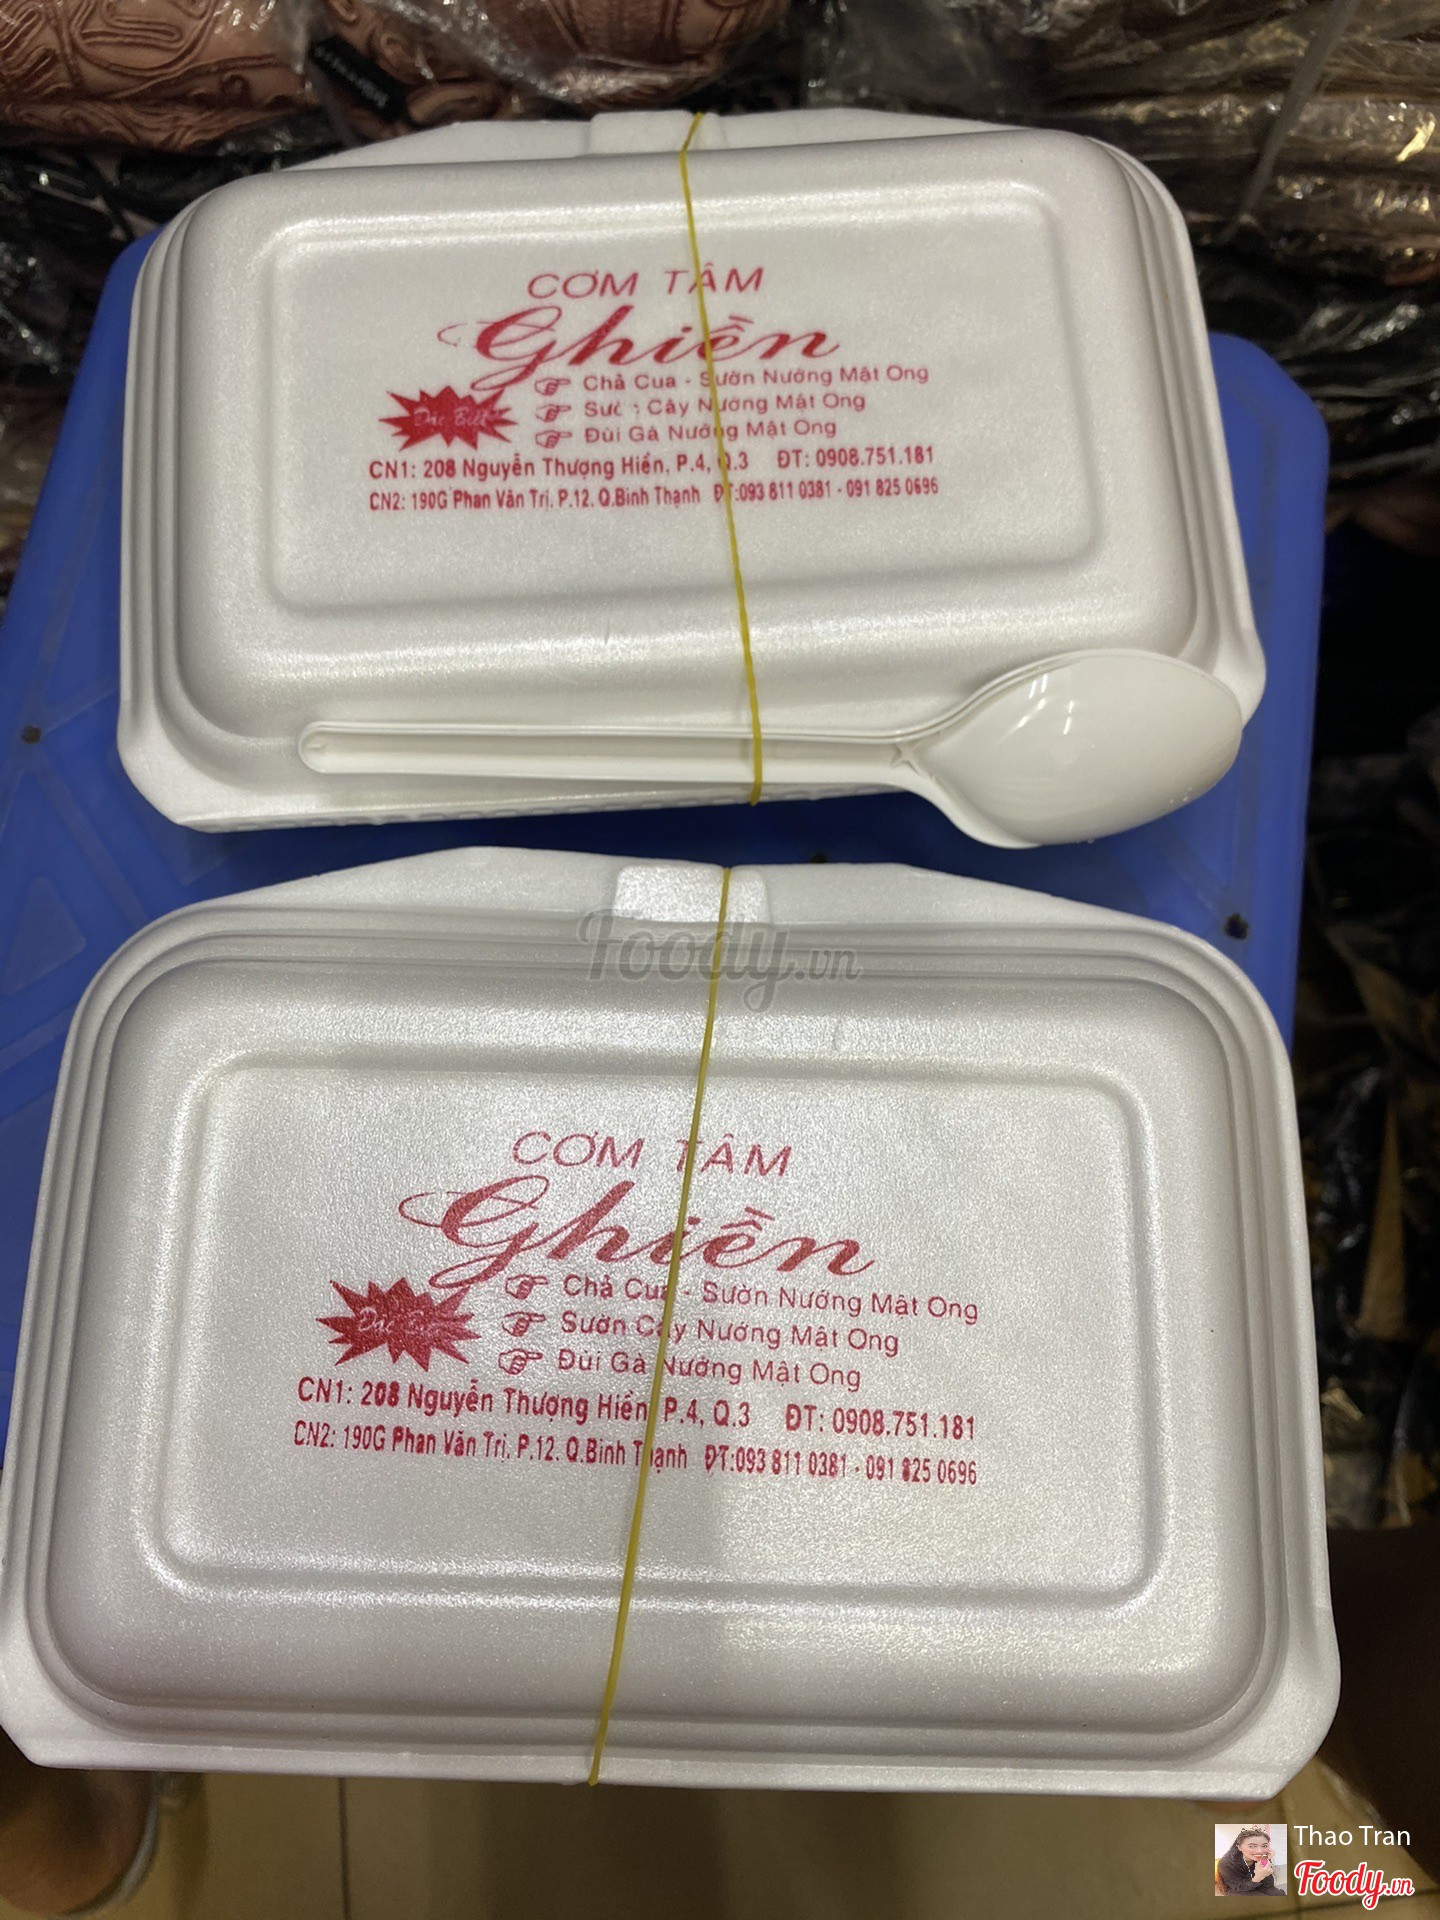 CƠM TẤM
Ghiền
Chả Cua - Sườn Nướng Mật Ong
Cây Nướng Mật Ong
Đùi Gà Nướng Mật Ong
Đặc Biệt
CN1: 208 Nguyễn Thượng Hiền, P.4, Q.3 ĐT: 0908.751.181
CN2: 190G Phan Văn Trị, P.12. Q.Bình Thạnh ĐT:093 811 0381 - 091 825 0696
Foody.vn
CƠM TẤM
Ghiền
Chả Cua - Sườn Nướng Mật Ong
Sườn Cây Nướng Mật Ong
Đùi Gà Nướng Mật Ong
Đặc
CN1: 208 Nguyễn Thượng Hiền, P.4, Q.3 ĐT: 0908.751.181
CN2: 190G Phan Văn Trị, P.12. Q.Bình Thạnh ĐT:093 811 0381 - 091 825 0696
Thao Tran
Foody.vn